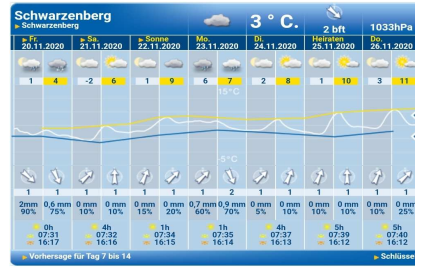 Schwarzenberg
► Schwarzenberg
3 ° C.
2 bft
1033hPa
► Fr. ► Sa. ► Sonne Mo. Di. Heiraten Do.
20.11.2020 21.11.2020 22.11.2020 23.11.2020 24.11.2020 25.11.2020 26.11.2020
1 4 -2 6 1 9 6 7 2 8 1 10 3 11
15°C
-5°C
1 1 1 1 1 1 1 2 1 1 1 1 1 1
2mm 0,6 mm 0 mm 0 mm 0 mm 0 mm 0,7 mm 0,9 mm 0 mm 0 mm 0 mm 0 mm 0 mm 0 mm
90% 75% 10% 10% 15% 20% 60% 70% 5% 10% 10% 10% 10% 25%
0h 4h 1h 1h 4h 5h 5h
07:31 07:32 07:34 07:35 07:37 07:39 07:40
16:17 16:16 16:15 16:14 16:13 16:12 16:12
► Vorhersage für Tag 7 bis 14
► Schlüsse